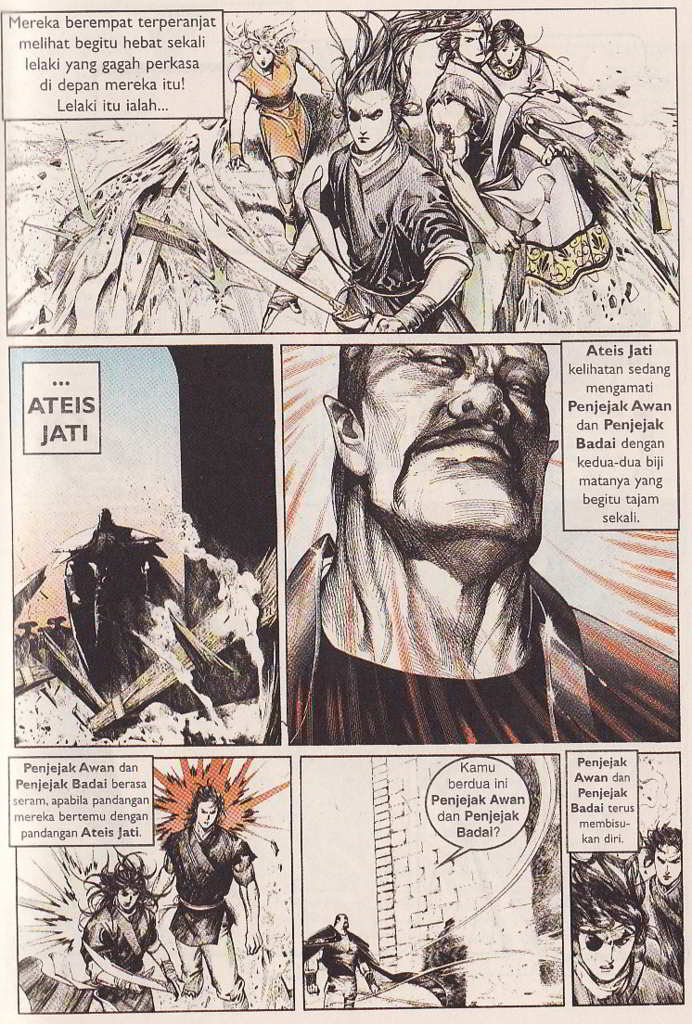 Mereka berempat terperanjat
melihat begitu hebat sekali
lelaki yang gagah perkasa
di depan mereka itu!
Lelaki itu ialah...
...
ATEIS
JATI
Ateis Jati
kelihatan sedang
mengamati
Penjejak Awan
dan Penjejak
Badai dengan
kedua-dua biji
matanya yang
begitu tajam
sekali.
Penjejak Awan dan
Penjejak Badai berasa
seram, apabila pandangan
mereka bertemu dengan
pandangan Ateis Jati.
Kamu
berdua ini
Penjejak Awan
dan Penjejak
Badai?
Penjejak
Awan dan
Penjejak
Badai terus
membisu-
kan diri.